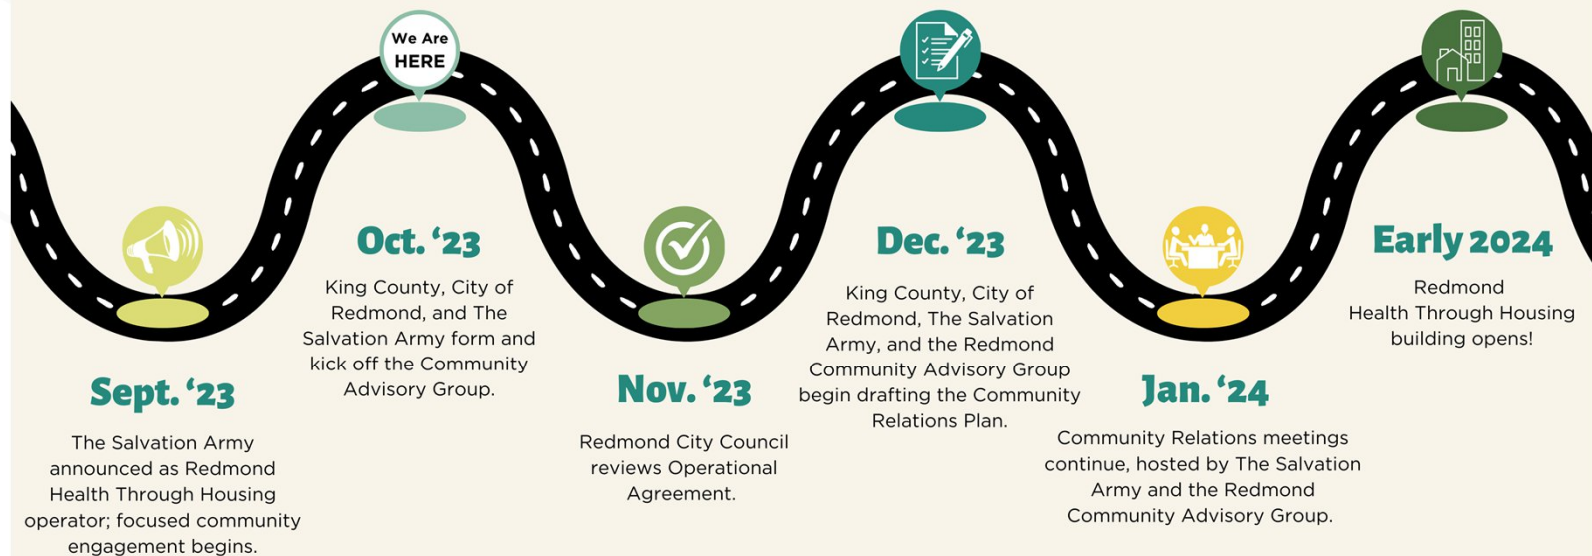 We Are
HERE
Sept. ‘23
The Salvation Army
announced as Redmond
Health Through Housing
operator; focused community
engagement begins.
Oct. ‘23
King County, City of
Redmond, and The
Salvation Army form and
kick off the Community
Advisory Group.
Nov. ‘23
Redmond City Council
reviews Operational
Agreement.
Dec. ‘23
King County, City of
Redmond, The Salvation
Army, and the Redmond
Community Advisory Group
begin drafting the Community
Relations Plan.
Jan. ‘24
Community Relations meetings
continue, hosted by The Salvation
Army and the Redmond
Community Advisory Group.
Early 2024
Redmond
Health Through Housing
building opens!